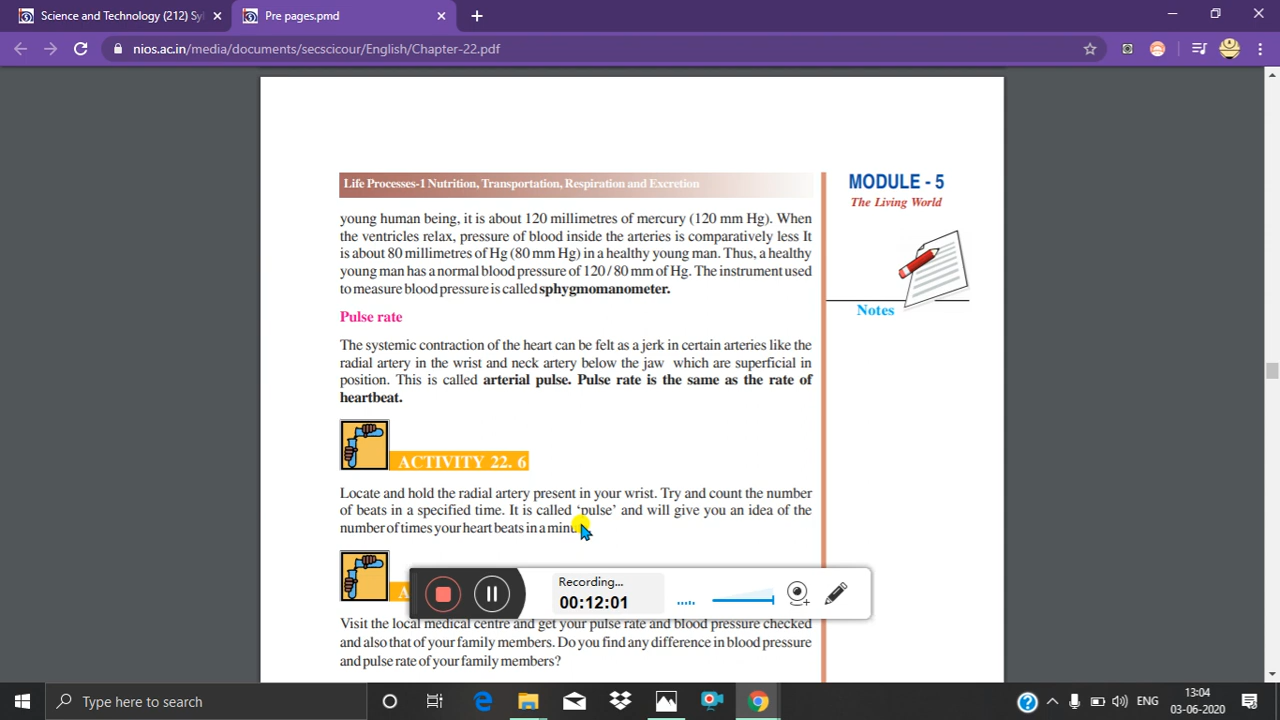 Science and Technology (212) Syl
Pre pages.pmd
nios.ac.in/media/documents/secscicour/English/Chapter-22.pdf
Life Processes-1 Nutrition, Transportation, Respiration and Excretion
MODULE - 5
The Living World
Notes
young human being, it is about 120 millimetres of mercury (120 mm Hg). When
the ventricles relax, pressure of blood inside the arteries is comparatively less It
is about 80 millimetres of Hg (80 mm Hg) in a healthy young man. Thus, a healthy
young man has a normal blood pressure of 120 / 80 mm of Hg. The instrument used
to measure blood pressure is called sphygmomanometer.
Pulse rate
The systemic contraction of the heart can be felt as a jerk in certain arteries like the
radial artery in the wrist and neck artery below the jaw which are superficial in
position. This is called arterial pulse. Pulse rate is the same as the rate of
heartbeat.
ACTIVITY 22. 6
Locate and hold the radial artery present in your wrist. Try and count the number
of beats in a specified time. It is called ‘pulse’ and will give you an idea of the
number of times your heart beats in a minu
A
Recording...
00:12:01
Visit the local medical centre and get your pulse rate and blood pressure checked
and also that of your family members. Do you find any difference in blood pressure
and pulse rate of your family members?
Type here to search
ENG
13:04
03-06-2020